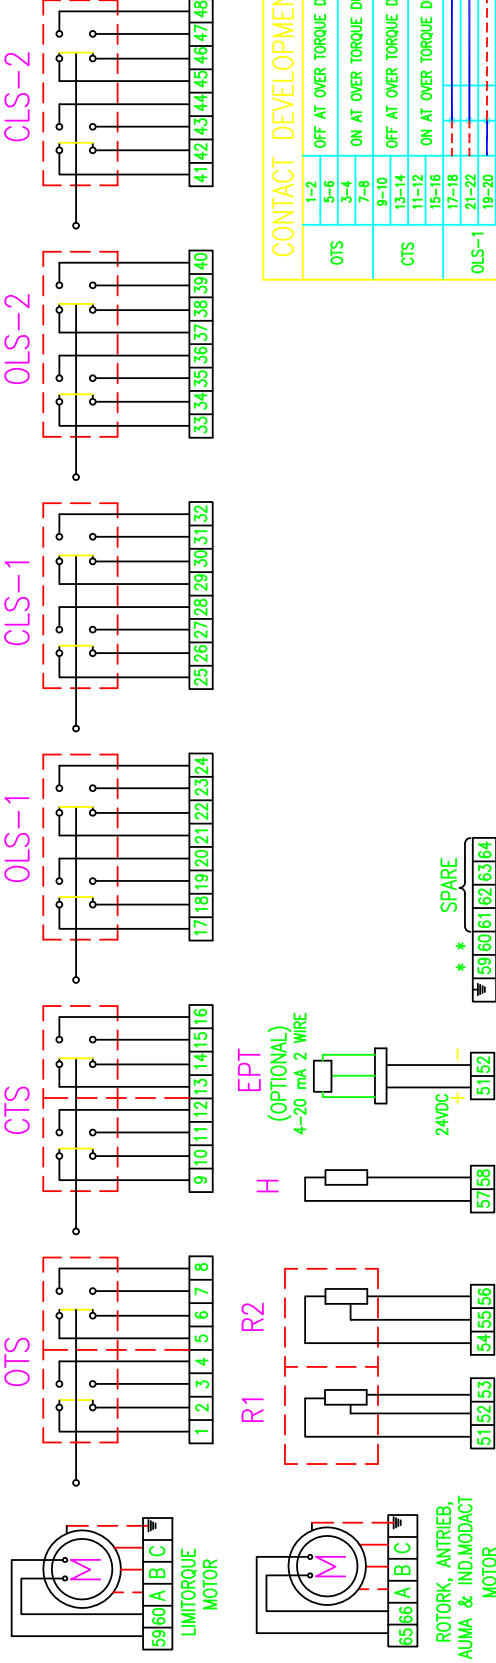 LIMITORQUE
MOTOR
M
59 60 A B C
OTS
1 2 3 4 5 6 7 8
CTS
9 10 11 12 13 14 15 16
OLS-1
17 18 19 20 21 22 23 24
CLS-1
25 26 27 28 29 30 31 32
OLS-2
33 34 35 36 37 38 39 40
CLS-2
41 42 43 44 45 46 47 48
M
65 66 A B C
ROTORK, ANTRIEB,
AUMA & IND.MODACT
MOTOR
R1
51 52 53
R2
54 55 56
H
57 58
EPT
(OPTIONAL)
4-20 mA 2 WIRE
24VDC
+ -
51 52
* *
SPARE
59 60 61 62 63 64
CONTACT DEVELOPMEN
OTS
1-2 OFF AT OVER TORQUE D
5-6
3-4 ON AT OVER TORQUE D
7-8
CTS
9-10 OFF AT OVER TORQUE D
13-14
11-12 ON AT OVER TORQUE D
15-16
OLS-1
17-18
21-22
19-20